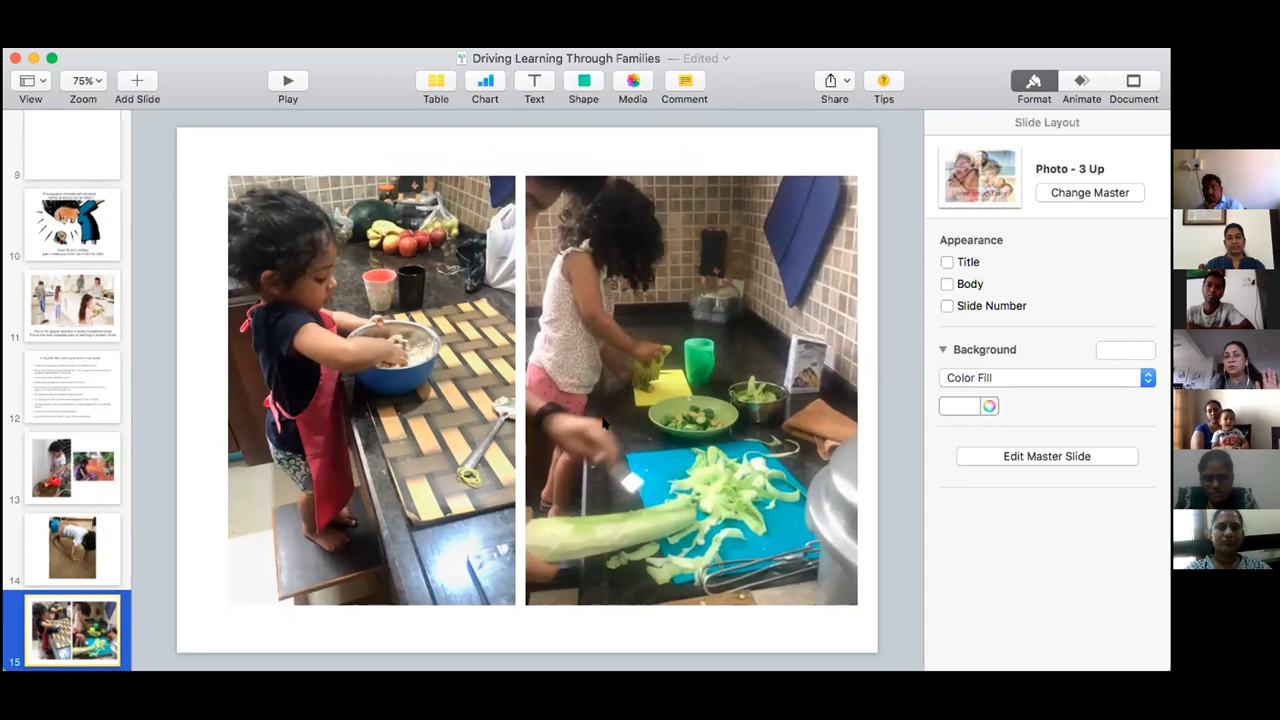 Driving Learning Through Families — Edited
View
75%
Zoom
Add Slide
Play
Table
Chart
Text
Shape
Media
Comment
Share
Tips
Format
Animate
Document
9
10
11
12
13
14
15
Slide Layout
Photo - 3 Up
Change Master
Appearance
Title
Body
Slide Number
Background
Color Fill
Edit Master Slide